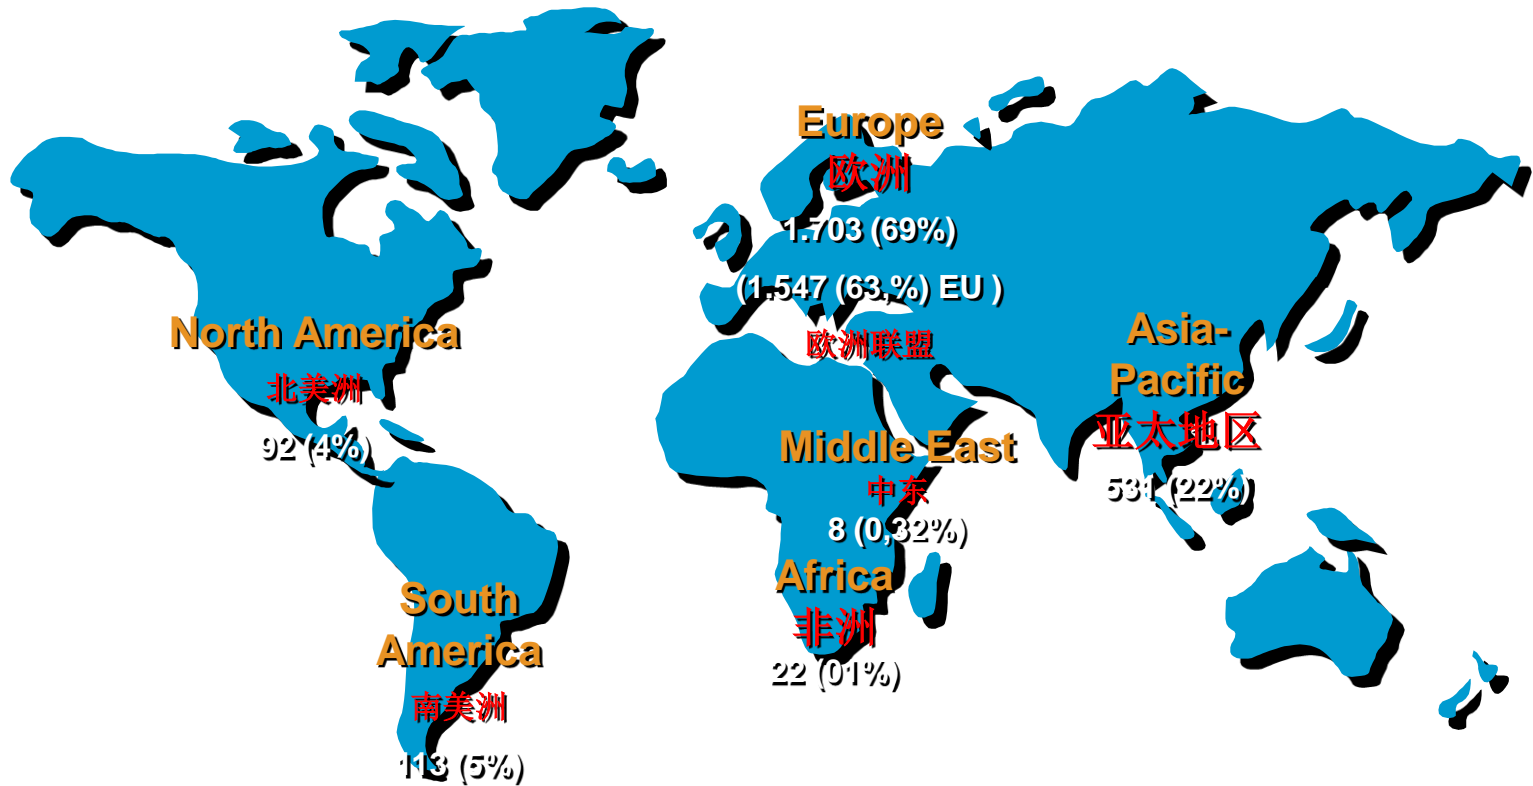 Europe
欧洲
1.703 (69%)
(1.547 (63,%) EU )
欧洲联盟
North America
北美洲
92 (4%)
Asia-
Pacific
亚太地区
531 (22%)
Middle East
中东
8 (0,32%)
Africa
非洲
22 (01%)
South
America
南美洲
113 (5%)